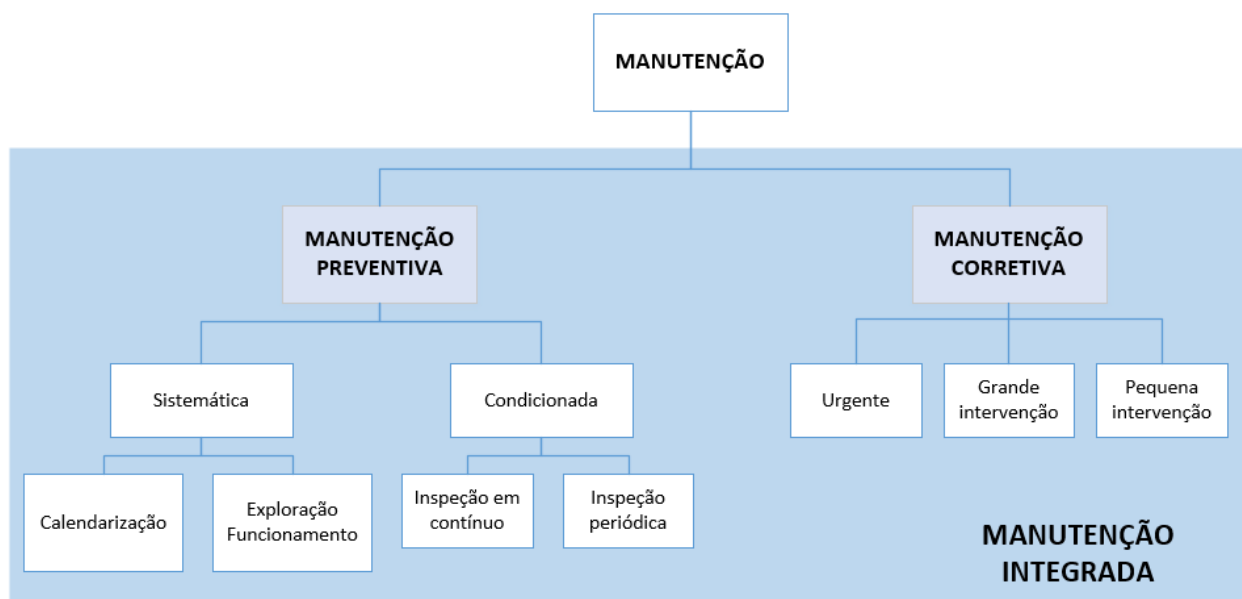 MANUTENÇÃO
MANUTENÇÃO
PREVENTIVA
MANUTENÇÃO
CORRETIVA
Sistemática
Condicionada
Urgente
Grande
intervenção
Pequena
intervenção
Calendarização
Exploração
Funcionamento
Inspeção em
contínuo
Inspeção
periódica
MANUTENÇÃO
INTEGRADA